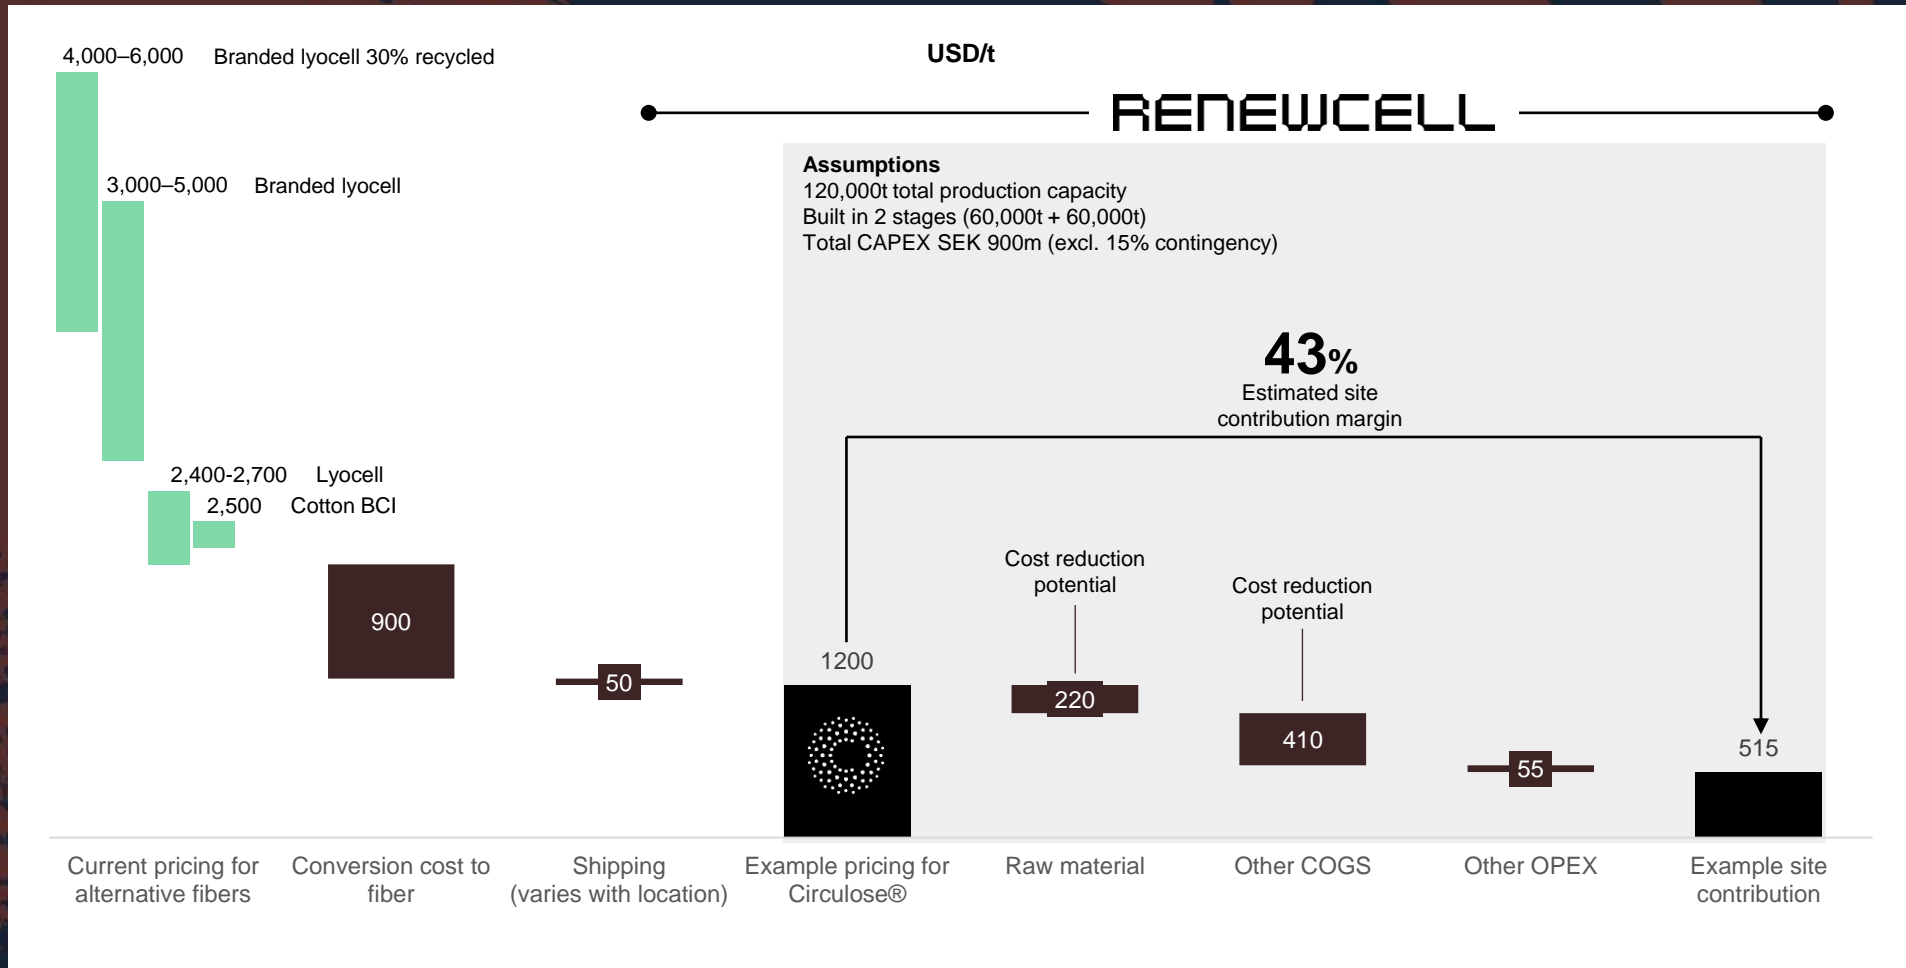 4,000–6,000 Branded lyocell 30% recycled
USD/t
RENEWCELL
3,000–5,000 Branded lyocell
Assumptions
120,000t total production capacity
Built in 2 stages (60,000t + 60,000t)
Total CAPEX SEK 900m (excl. 15% contingency)
43%
Estimated site
contribution margin
2,400-2,700 Lyocell
2,500 Cotton BCI
900
50
1200
Cost reduction
potential
220
Cost reduction
potential
410
55
515
Current pricing for
alternative fibers
Conversion cost to
fiber
Shipping
(varies with location)
Example pricing for
Circulose®
Raw material
Other COGS
Other OPEX
Example site
contribution